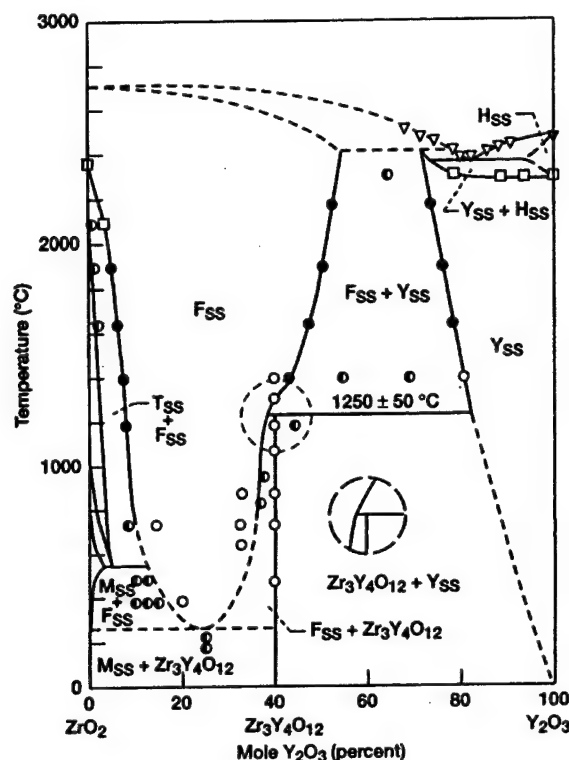 3000
2000
1000
0
Temperature (°C)
HSS
YSS + HSS
FSS
FSS + YSS
YSS
TSS
+
FSS
1250 ± 50 °C
MSS
+
FSS
Zr3Y4O12 + YSS
FSS + Zr3Y4O12
MSS + Zr3Y4O12
0 20 40 60 80 100
ZrO2 Zr3Y4O12 Y2O3
Mole Y2O3 (percent)